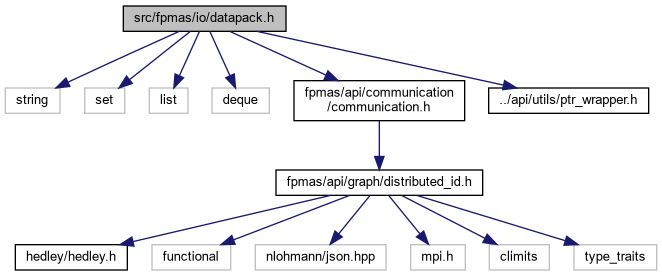 src/fpmas/io/datapack.h
string
set
list
deque
fpmas/api/communication
/communication.h
../api/utils/ptr_wrapper.h
fpmas/api/graph/distributed_id.h
hedley/hedley.h
functional
nlohmann/json.hpp
mpi.h
climits
type_traits